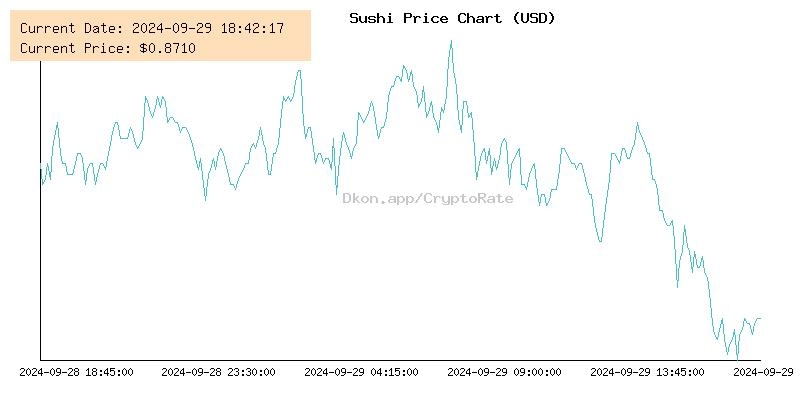 Sushi Price Chart (USD)
Current Date: 2024-09-29 18:42:17
Current Price: $0.8710
Dkon.app/CryptoRate
2024-09-28 18:45:00 2024-09-28 23:30:00 2024-09-29 04:15:00 2024-09-29 09:00:00 2024-09-29 13:45:00 2024-09-29